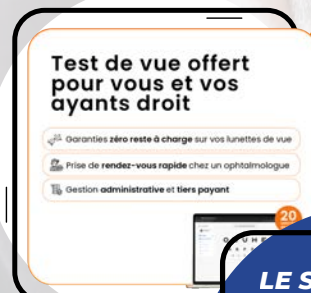 Test de vue offert
pour vous et vos
ayants droit
Garanties zéro reste à charge sur vos lunettes de vue
Prise de rendez-vous rapide chez un ophtalmologue
Gestion administrative et tiers payant
20
LE S